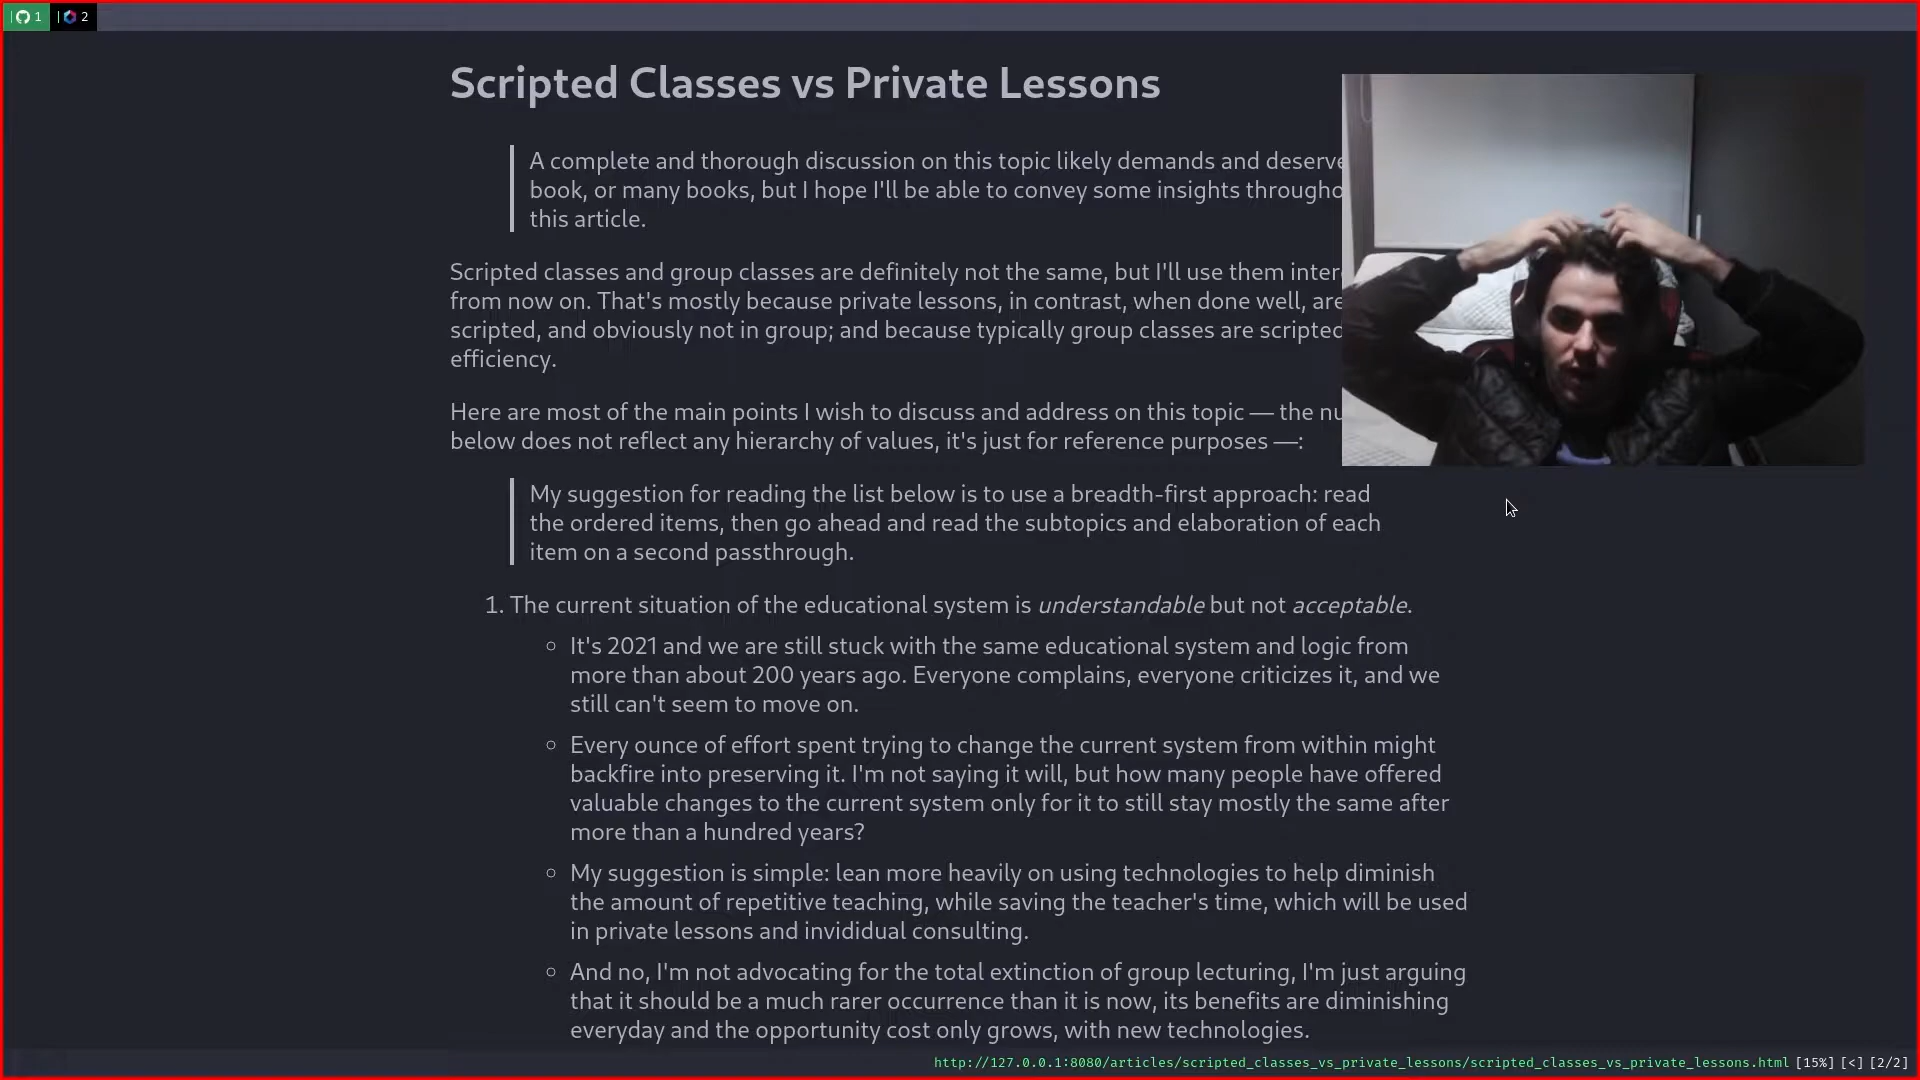 1 2
Scripted Classes vs Private Lessons
A complete and thorough discussion on this topic likely demands and deserve
book, or many books, but I hope I'll be able to convey some insights througho
this article.
Scripted classes and group classes are definitely not the same, but I'll use them inter
from now on. That's mostly because private lessons, in contrast, when done well, are
scripted, and obviously not in group; and because typically group classes are scripted
efficiency.
Here are most of the main points I wish to discuss and address on this topic — the nu
below does not reflect any hierarchy of values, it's just for reference purposes —:
My suggestion for reading the list below is to use a breadth-first approach: read
the ordered items, then go ahead and read the subtopics and elaboration of each
item on a second passthrough.
1. The current situation of the educational system is understandable but not acceptable.
It's 2021 and we are still stuck with the same educational system and logic from
more than about 200 years ago. Everyone complains, everyone criticizes it, and we
still can't seem to move on.
Every ounce of effort spent trying to change the current system from within might
backfire into preserving it. I'm not saying it will, but how many people have offered
valuable changes to the current system only for it to still stay mostly the same after
more than a hundred years?
My suggestion is simple: lean more heavily on using technologies to help diminish
the amount of repetitive teaching, while saving the teacher's time, which will be used
in private lessons and invididual consulting.
And no, I'm not advocating for the total extinction of group lecturing, I'm just arguing
that it should be a much rarer occurrence than it is now, its benefits are diminishing
everyday and the opportunity cost only grows, with new technologies.
http://127.0.0.1:8080/articles/scripted_classes_vs_private_lessons/scripted_classes_vs_private_lessons.html [15%] [<] [2/2]